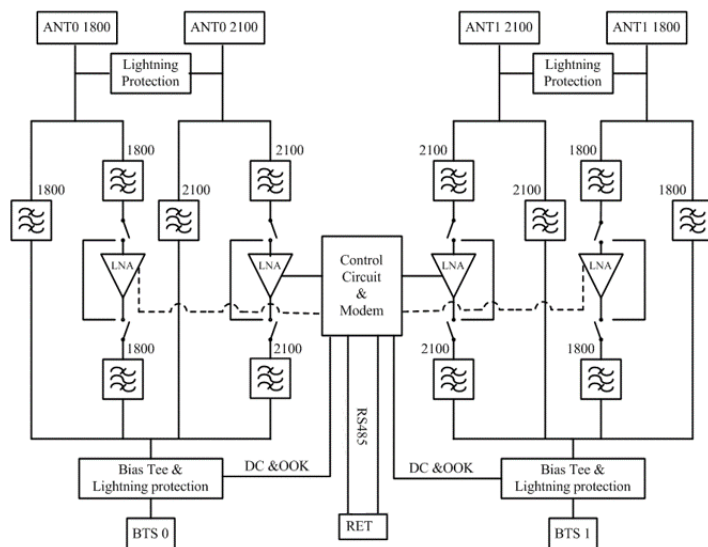 ANT0 1800
ANT0 2100
ANT1 2100
ANT1 1800
Lightning
Protection
Lightning
Protection
1800
2100
2100
1800
1800
2100
2100
1800
LNA
LNA
Control
Circuit
&
Modem
LNA
LNA
1800
2100
2100
1800
RS485
Bias Tee &
Lightning protection
DC &OOK
DC &OOK
Bias Tee &
Lightning protection
BTS 0
RET
BTS 1